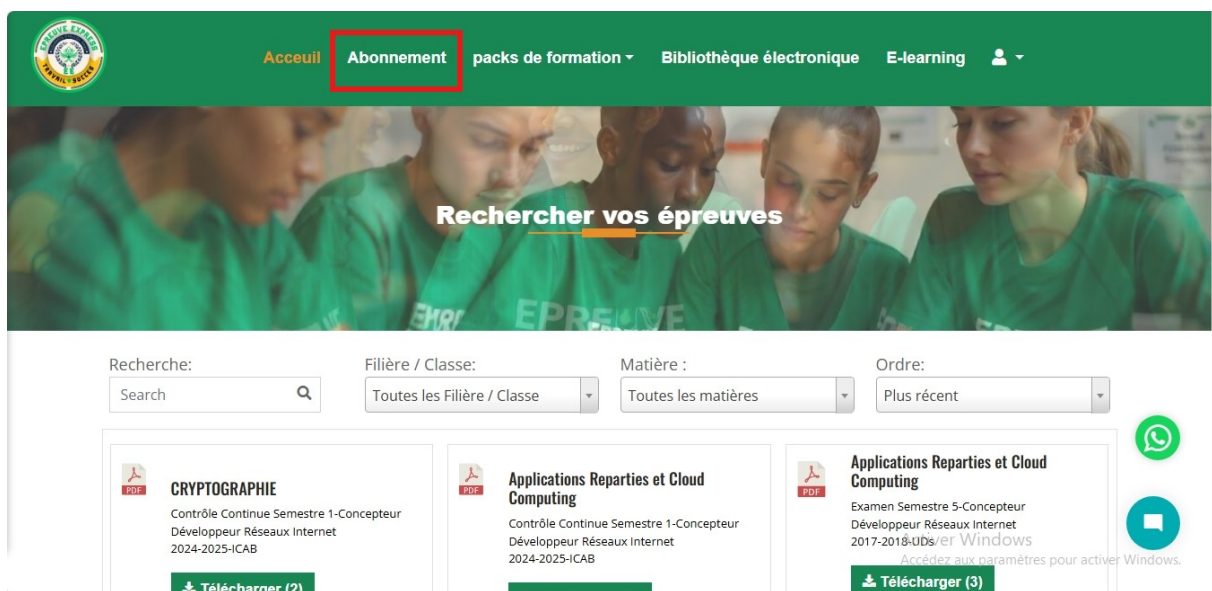 EPREUVE EXPRESS
TRAVAIL - SUCCES
Acceuil
Abonnement
packs de formation
Bibliothèque électronique
E-learning
Rechercher vos épreuves
EPREUVE
Recherche:
Filière / Classe:
Matière :
Ordre:
Search
Toutes les Filière / Classe
Toutes les matières
Plus récent
PDF
CRYPTOGRAPHIE
Contrôle Continue Semestre 1-Concepteur
Développeur Réseaux Internet
2024-2025-ICAB
Télécharger (2)
PDF
Applications Reparties et Cloud
Computing
Contrôle Continue Semestre 1-Concepteur
Développeur Réseaux Internet
2024-2025-ICAB
PDF
Applications Reparties et Cloud
Computing
Examen Semestre 5-Concepteur
Développeur Réseaux Internet
2017-2018-UDs
Télécharger (3)
Activer Windows
Accédez aux paramètres pour activer Windows.